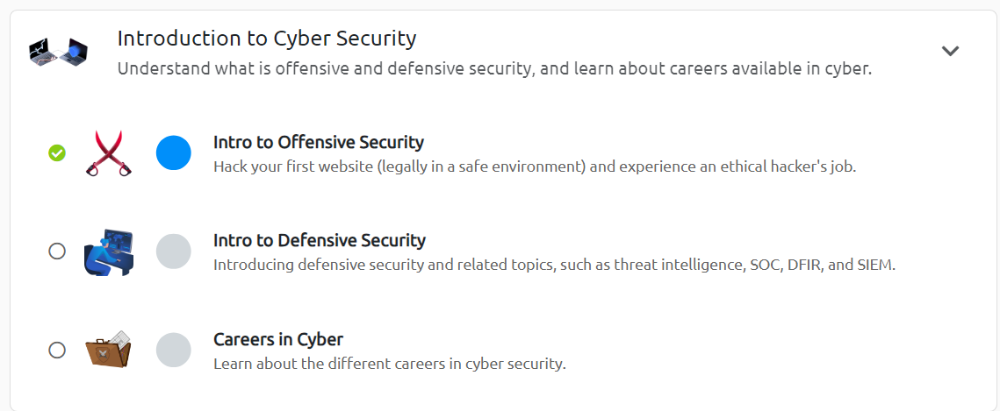 Introduction to Cyber Security
Understand what is offensive and defensive security, and learn about careers available in cyber.
Intro to Offensive Security
Hack your first website (legally in a safe environment) and experience an ethical hacker's job.
Intro to Defensive Security
Introducing defensive security and related topics, such as threat intelligence, SOC, DFIR, and SIEM.
Careers in Cyber
Learn about the different careers in cyber security.